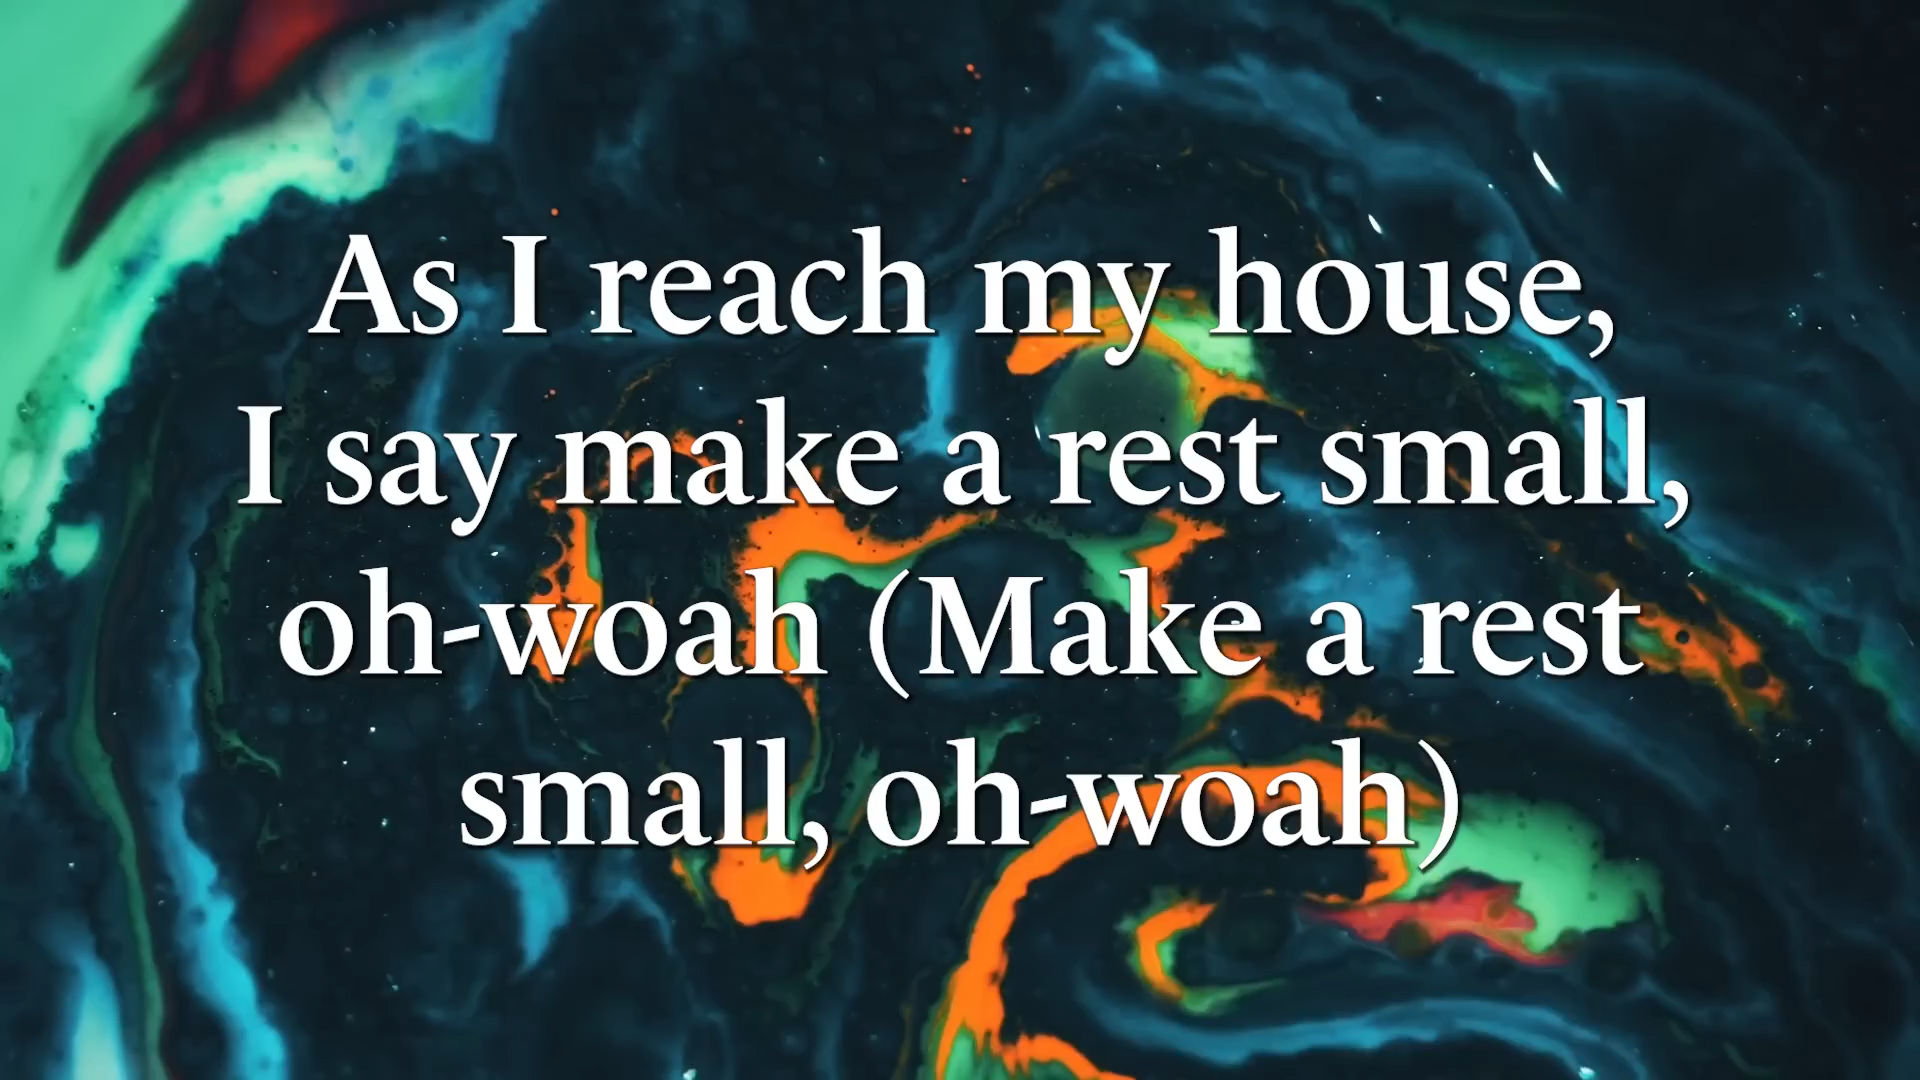 As I reach my house,
I say make a rest small,
oh-woah (Make a rest
small, oh-woah)